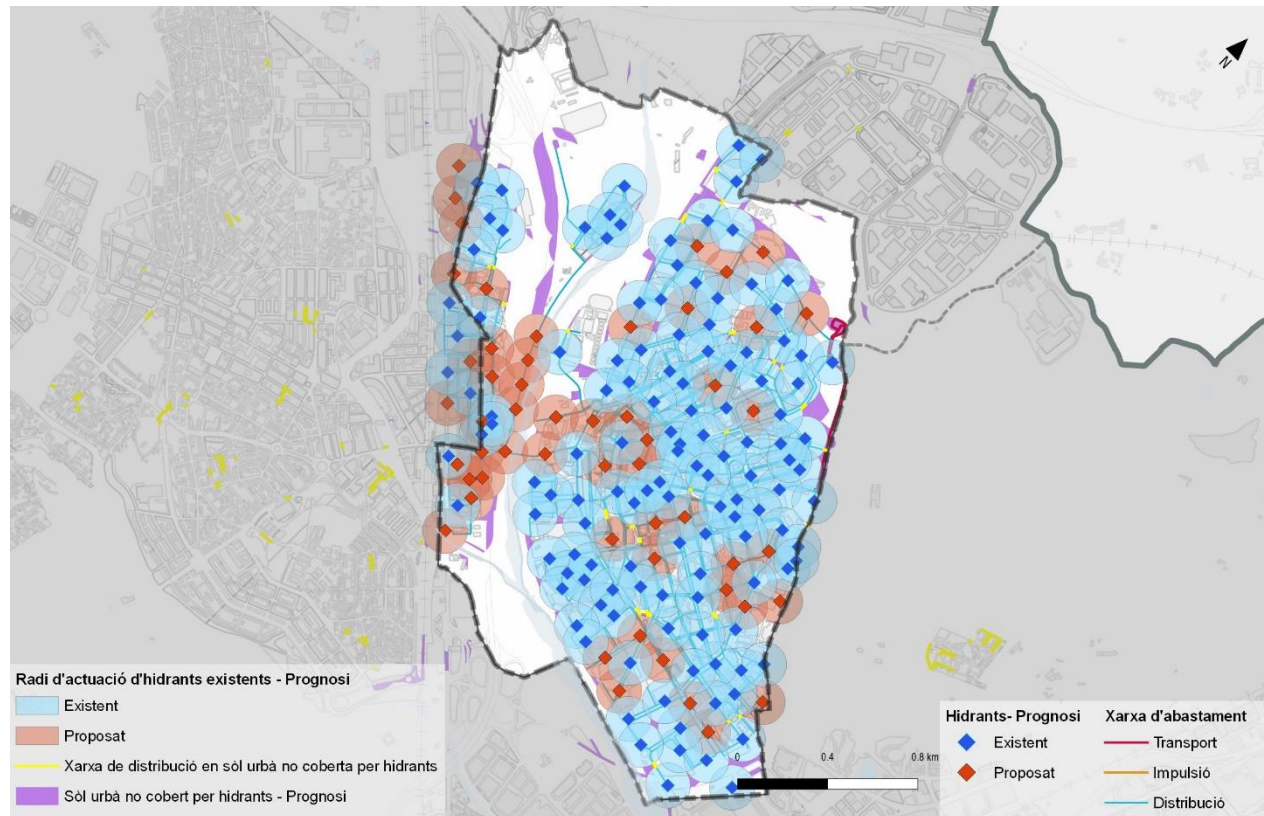 N
Radi d'actuació d'hidrants existents - Prognosi
Existent
Proposat
Xarxa de distribució en sòl urbà no coberta per hidrants
Sòl urbà no cobert per hidrants - Prognosi
0
0.4
0.8 km
Hidrants- Prognosi
Existent
Proposat
Xarxa d'abastament
Transport
Impulsió
Distribució